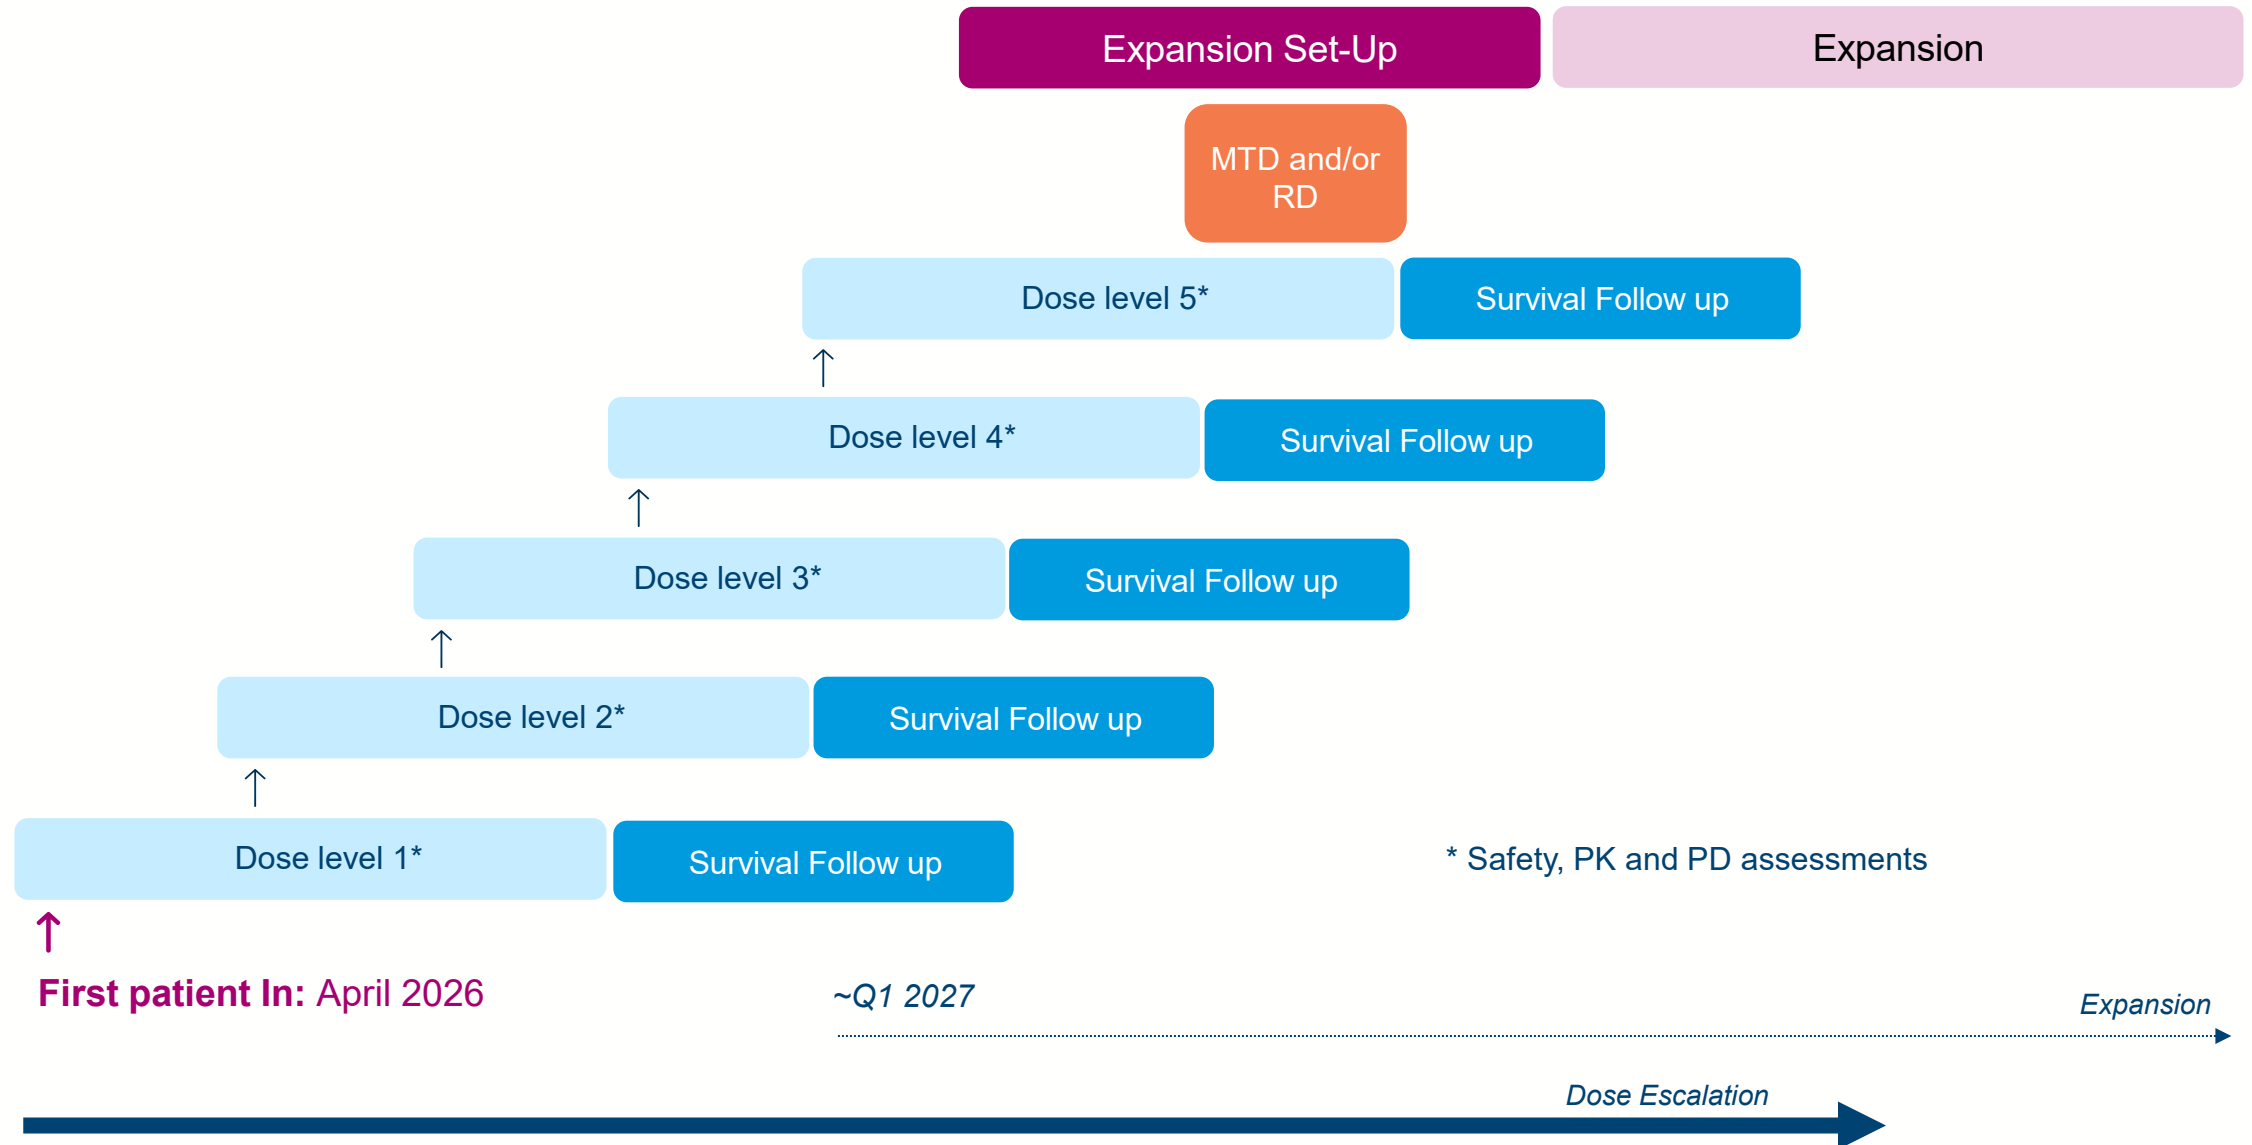 Expansion Set-Up
Expansion
MTD and/or
RD
Dose level 5*
Survival Follow up
Dose level 4*
Survival Follow up
Dose level 3*
Survival Follow up
Dose level 2*
Survival Follow up
Dose level 1*
Survival Follow up
* Safety, PK and PD assessments
First patient In: April 2026
~Q1 2027
Expansion
Dose Escalation